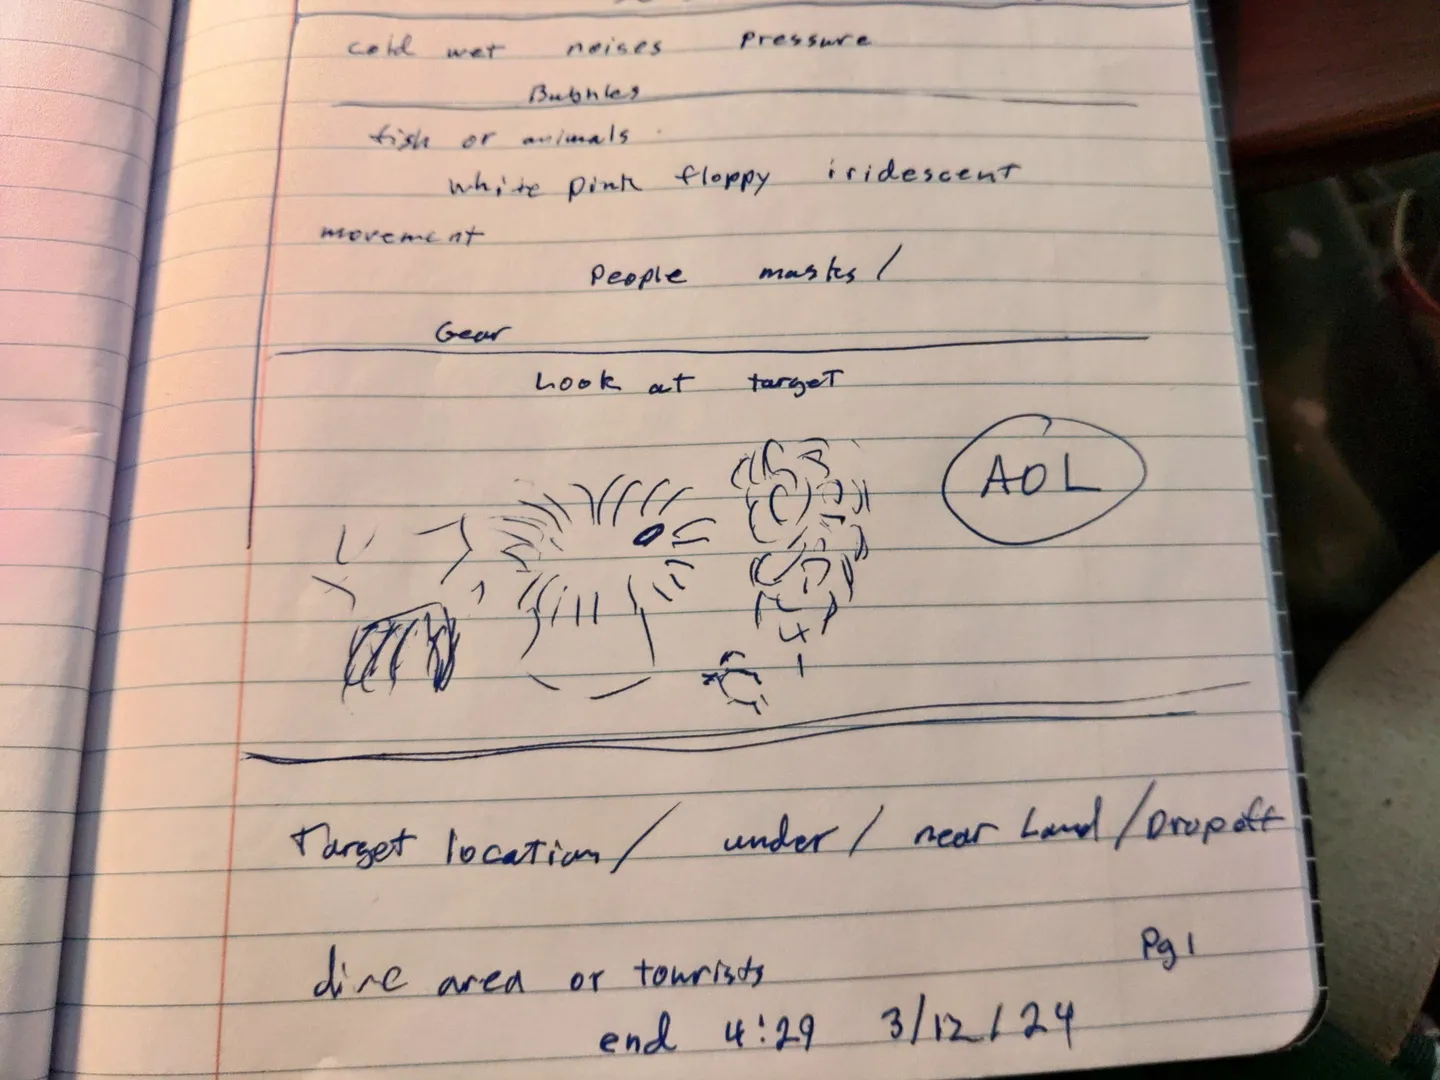 cold wet noises pressure
Bubbles
fish or animals
white pink floppy iridescent
movement
People masks /
Gear
Look at target
AOL
Target location / under / near Land / Dropoff
dive area or tourists
Pg 1
end 4:29 3/12/24